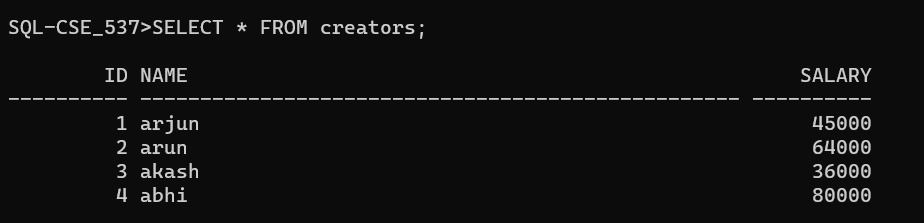 SQL-CSE_537>SELECT * FROM creators;
ID NAME SALARY
---------- -------------------------------------------------- ----------
1 arjun 45000
2 arun 64000
3 akash 36000
4 abhi 80000